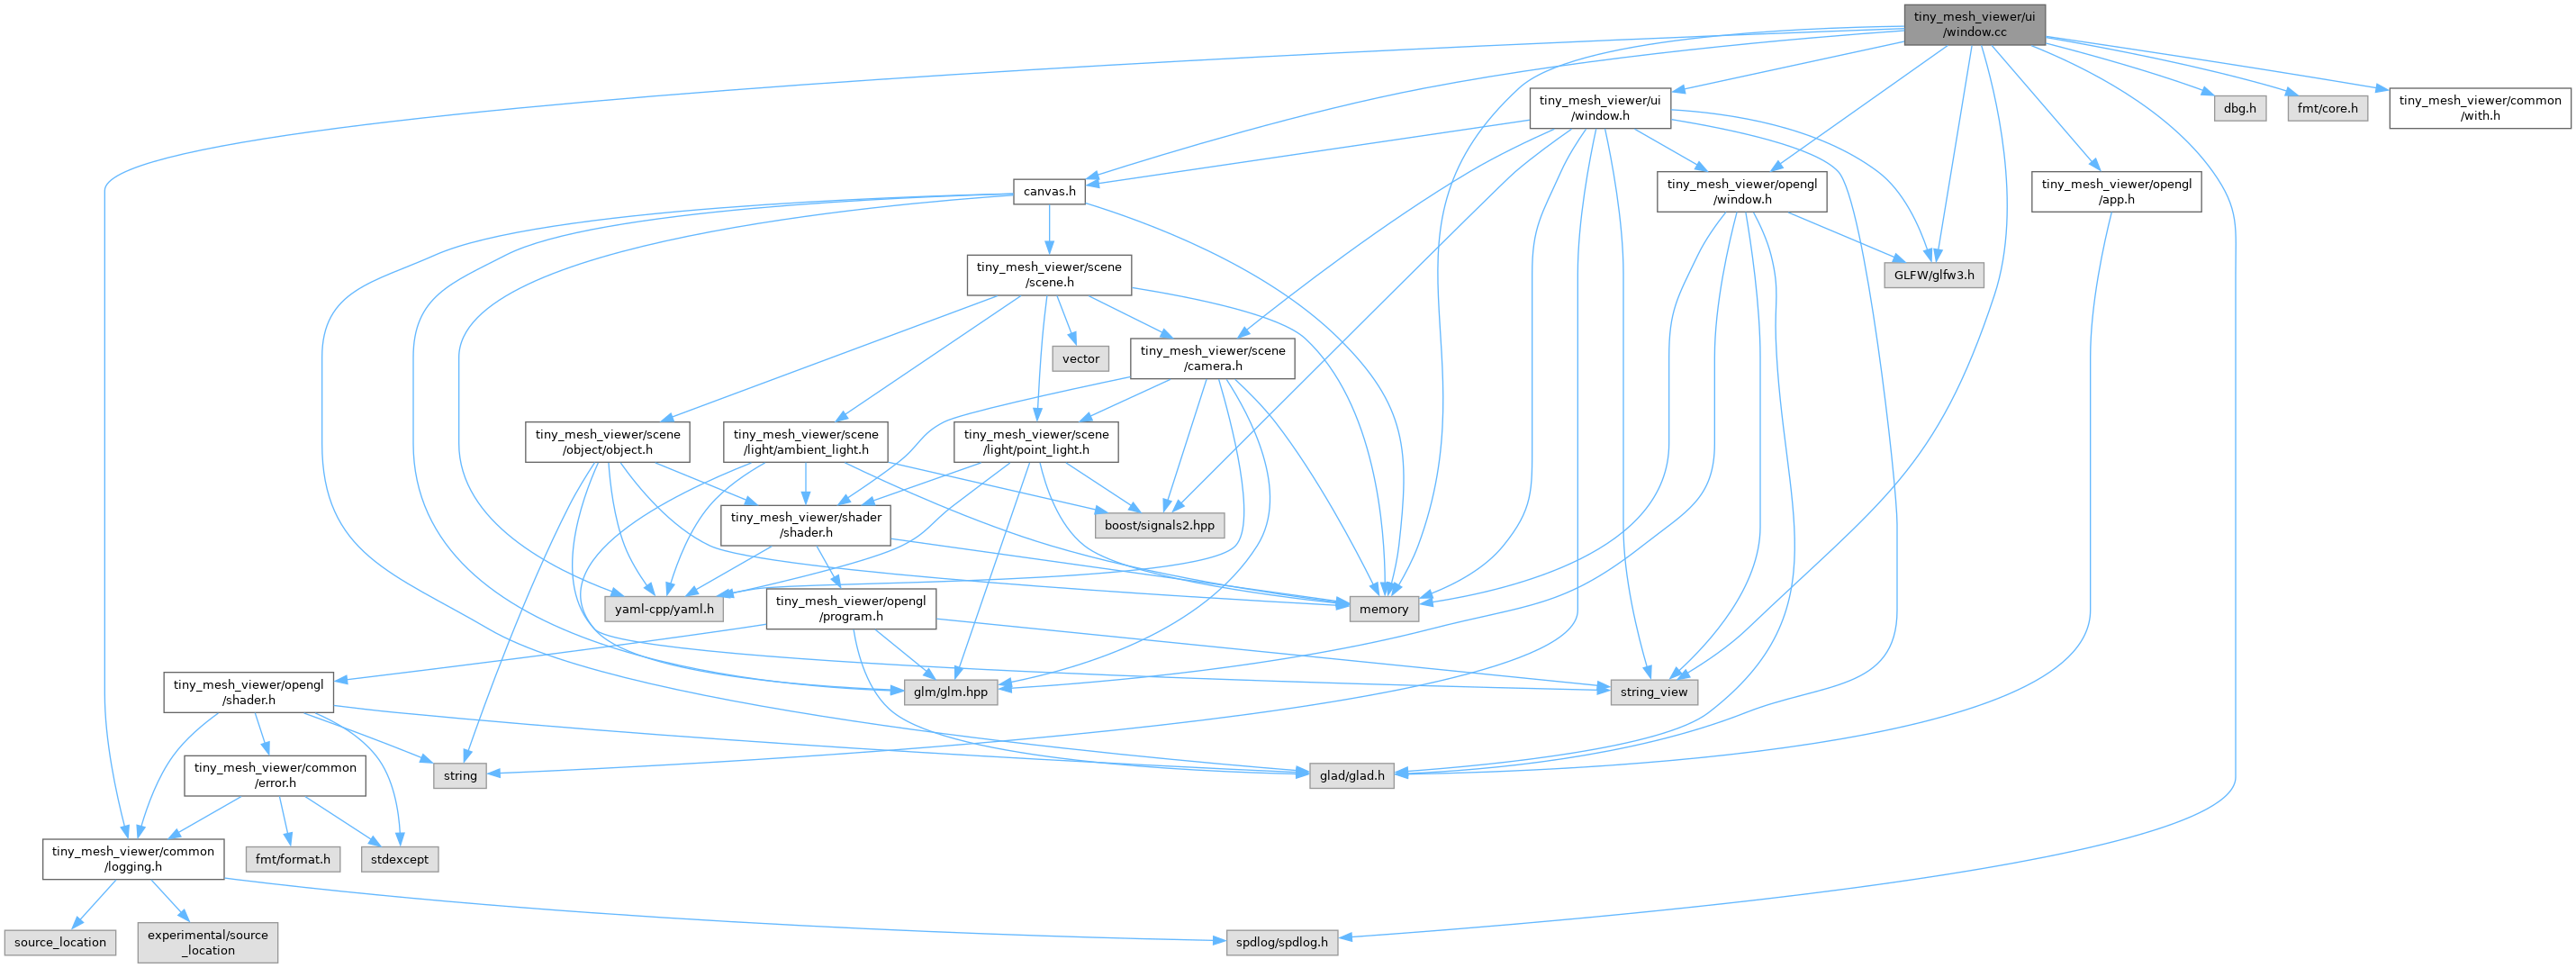 tiny_mesh_viewer/ui
/window.cc
tiny_mesh_viewer/ui
/window.h
dbg.h
fmt/core.h
tiny_mesh_viewer/common
/with.h
canvas.h
tiny_mesh_viewer/opengl
/window.h
tiny_mesh_viewer/opengl
/app.h
tiny_mesh_viewer/scene
/scene.h
GLFW/glfw3.h
vector
tiny_mesh_viewer/scene
/camera.h
tiny_mesh_viewer/scene
/object/object.h
tiny_mesh_viewer/scene
/light/ambient_light.h
tiny_mesh_viewer/scene
/light/point_light.h
tiny_mesh_viewer/shader
/shader.h
boost/signals2.hpp
yaml-cpp/yaml.h
tiny_mesh_viewer/opengl
/program.h
memory
tiny_mesh_viewer/opengl
/shader.h
glm/glm.hpp
string_view
tiny_mesh_viewer/common
/error.h
string
glad/glad.h
tiny_mesh_viewer/common
/logging.h
fmt/format.h
stdexcept
source_location
experimental/source
_location
spdlog/spdlog.h